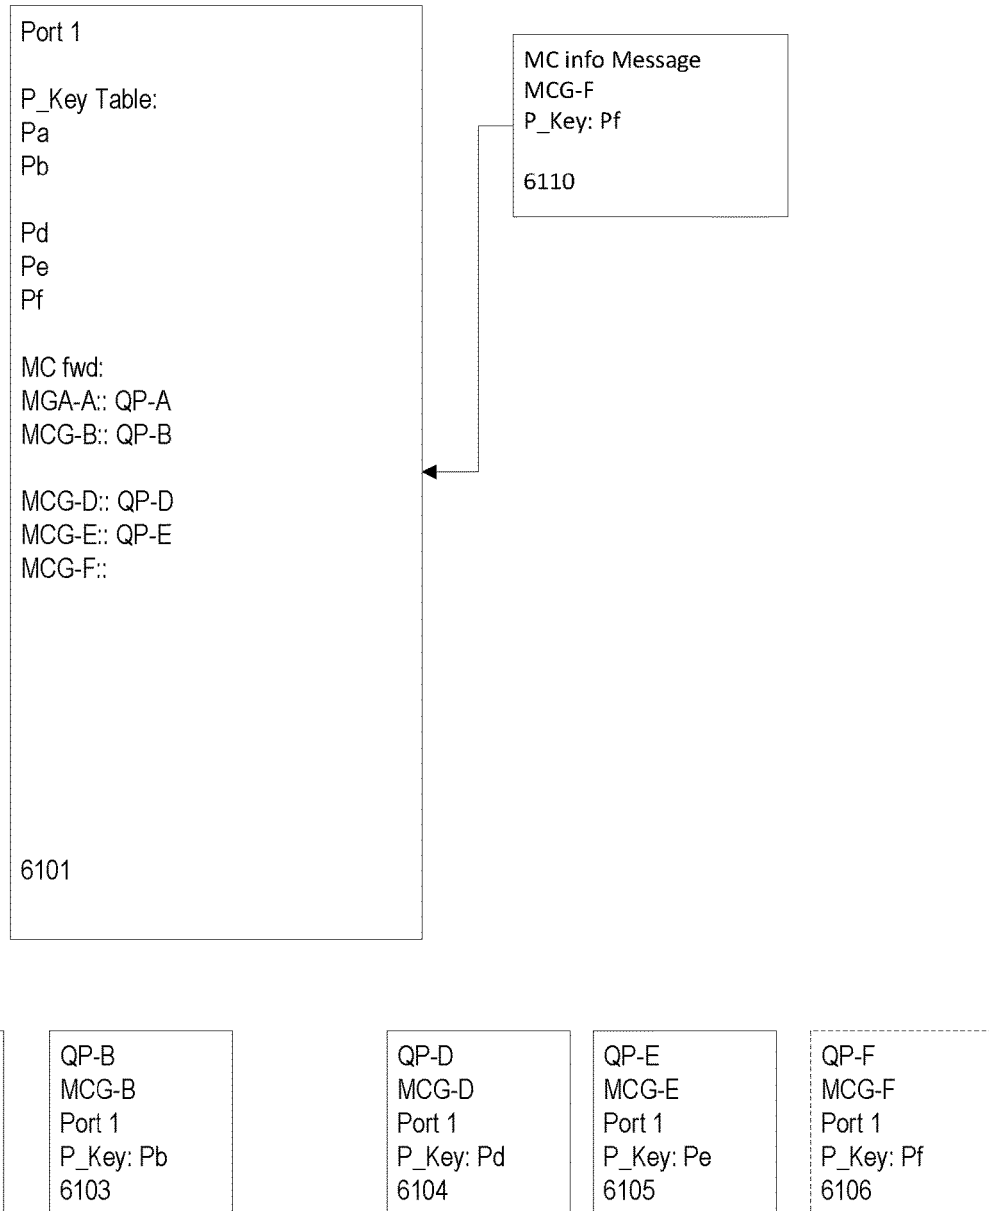 Port 1
P_Key Table:
Pa
Pb
Pd
Pe
Pf
MC fwd:
MGA-A:: QP-A
MCG-B:: QP-B
MCG-D:: QP-D
MCG-E:: QP-E
MCG-F::
6101
MC info Message
MCG-F
P_Key: Pf
6110
QP-B
MCG-B
Port 1
P_Key: Pb
6103
QP-D
MCG-D
Port 1
P_Key: Pd
6104
QP-E
MCG-E
Port 1
P_Key: Pe
6105
QP-F
MCG-F
Port 1
P_Key: Pf
6106